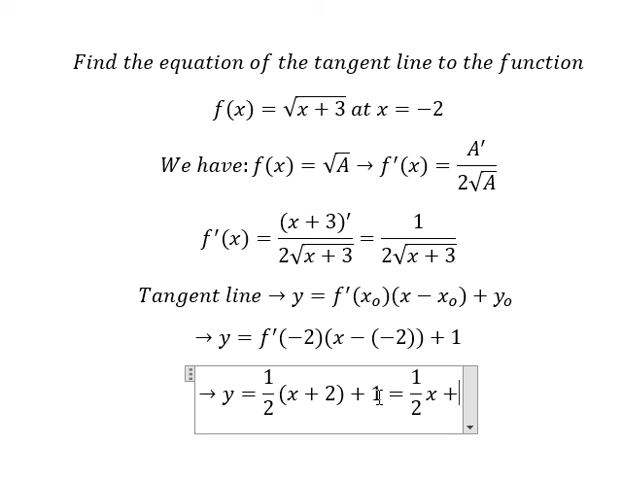 Find the equation of the tangent line to the function
f(x) = √(x + 3) at x = −2
We have: f(x) = √A → f′(x) = A′/(2√A)
f′(x) = (x + 3)′/(2√(x + 3)) = 1/(2√(x + 3))
Tangent line → y = f′(xₒ)(x − xₒ) + yₒ
→ y = f′(−2)(x − (−2)) + 1
→ y = 1/2 (x + 2) + 1 = 1/2 x +